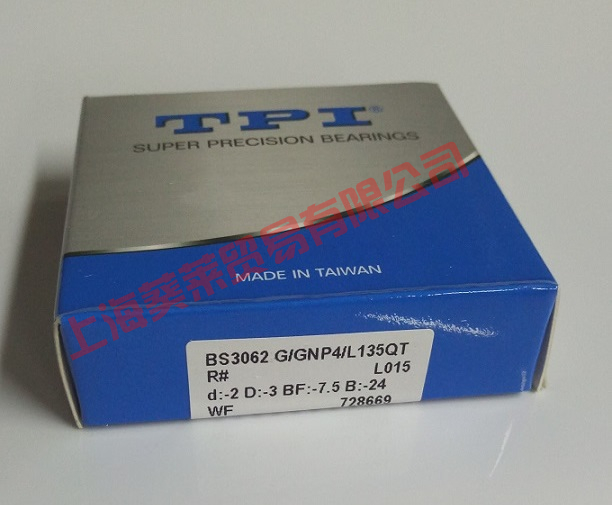 TPI®
SUPER PRECISION BEARINGS
上海葵莱贸易有限公司
MADE IN TAIWAN
BS3062 G/GNP4/L135QT
R# L015
d:-2 D:-3 BF:-7.5 B:-24
WF 728669